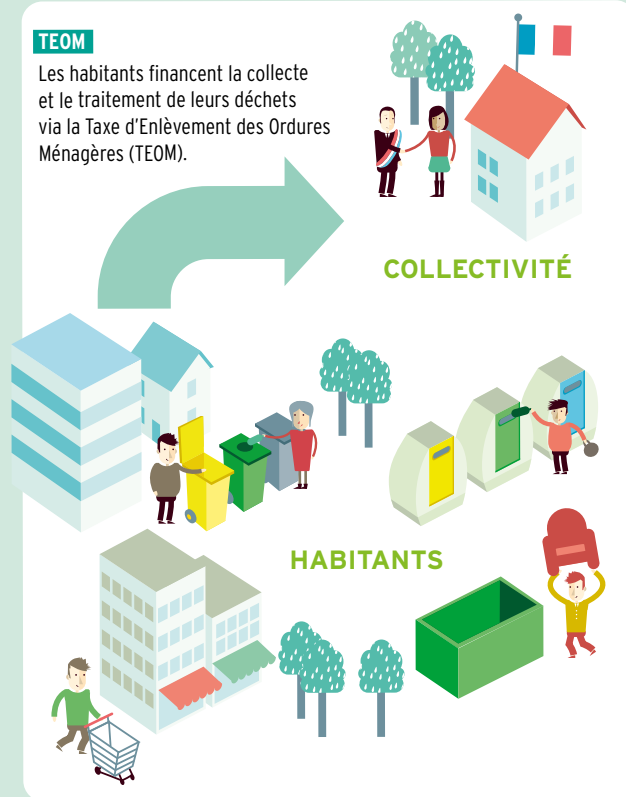 TEOM
Les habitants financent la collecte
et le traitement de leurs déchets
via la Taxe d'Enlèvement des Ordures
Ménagères (TEOM).
COLLECTIVITÉ
HABITANTS